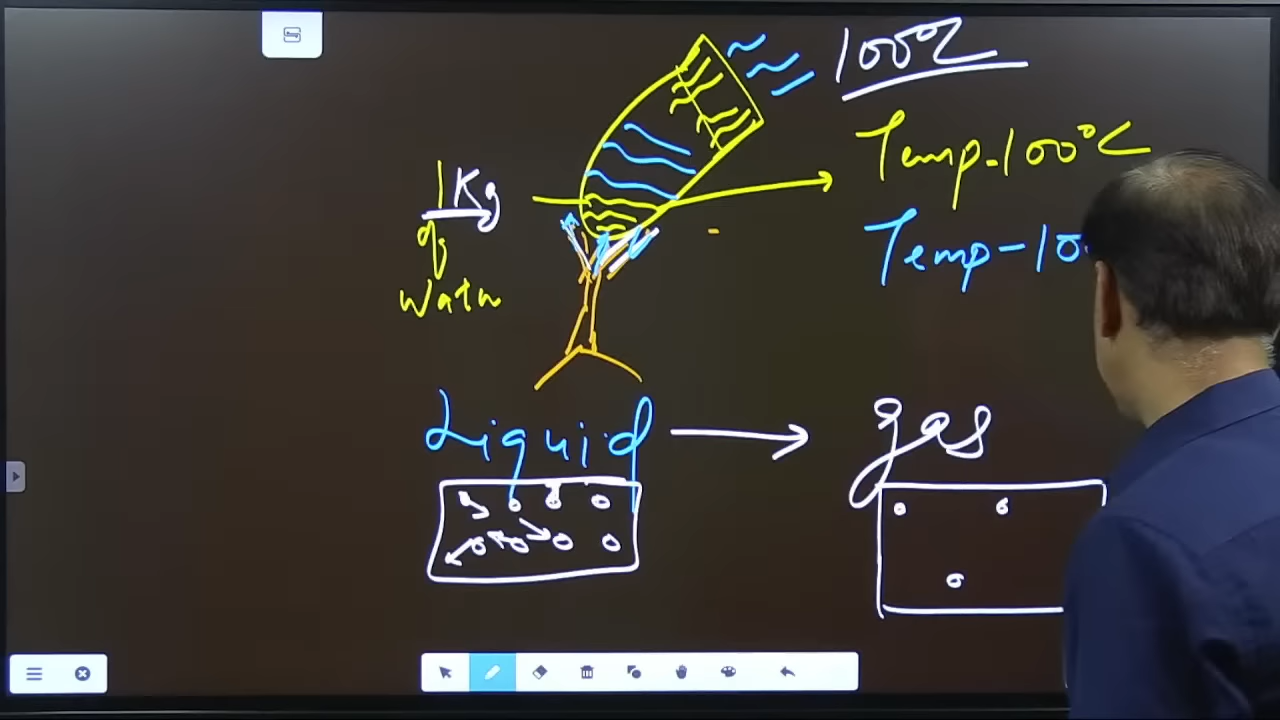 100℃
Temp-100°C
1Kg
of
Water
Temp-10
Liquid → gas